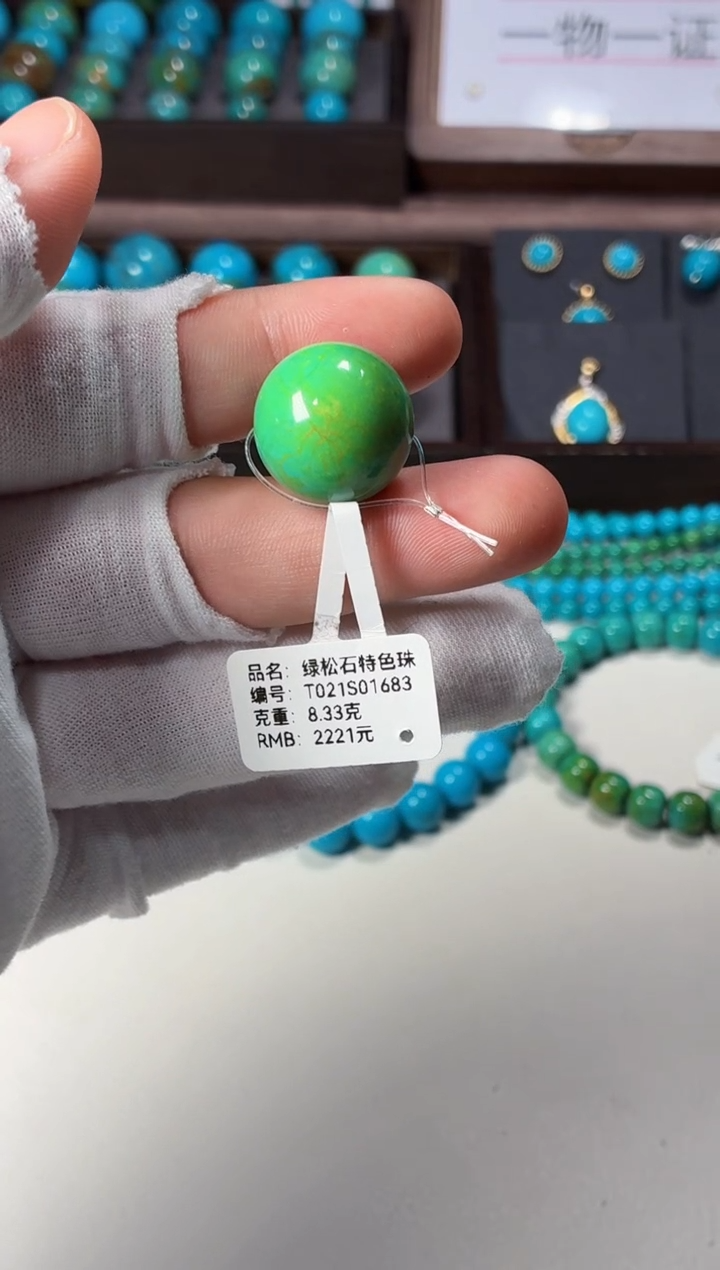 一物一证
品名：绿松石特色珠
编号：T021S01683
克重：8.33克
RMB：2221元